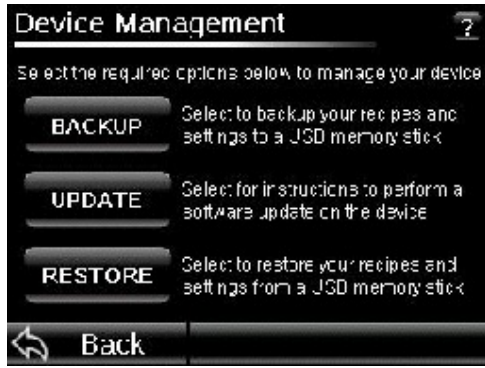 Device Management
?
Select the required options below to manage your device
BACKUP
Select to backup your recipes and
settings to a USB memory stick
UPDATE
Select for instructions to perform a
software update on the device
RESTORE
Select to restore your recipes and
settings from a USB memory stick
Back